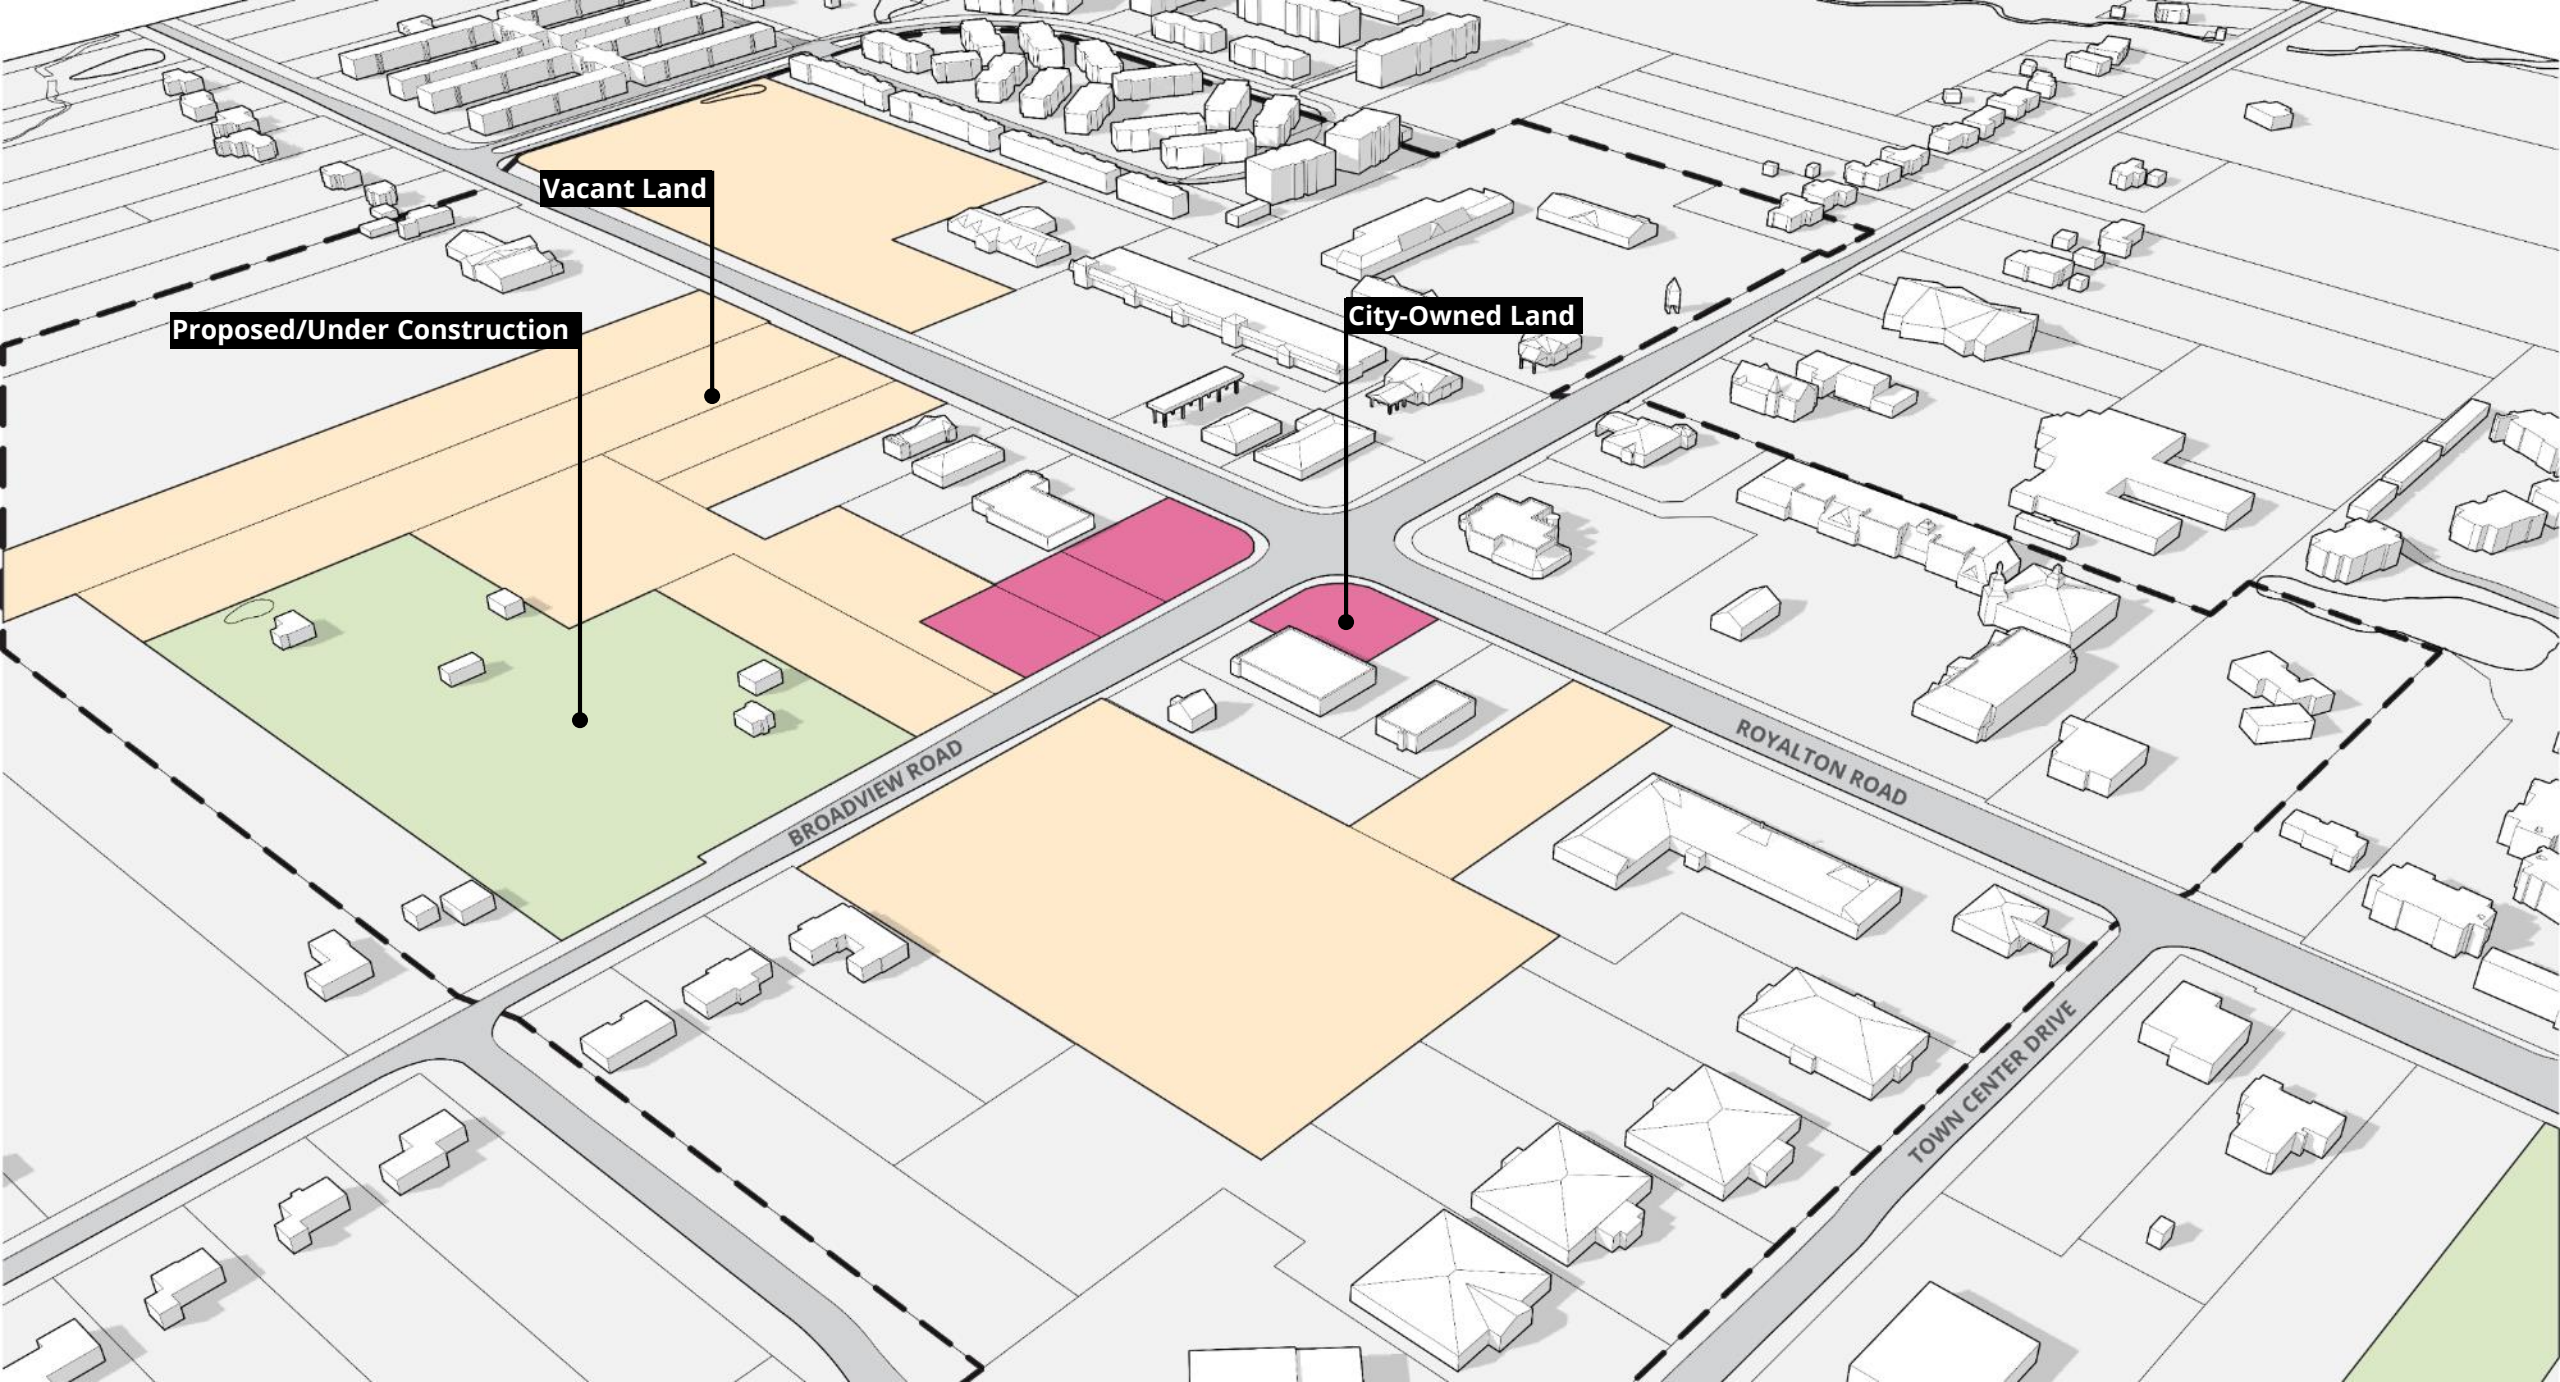 Vacant Land
City-Owned Land
Proposed/Under Construction
BROADVIEW ROAD
ROYALTON ROAD
TOWN CENTER DRIVE